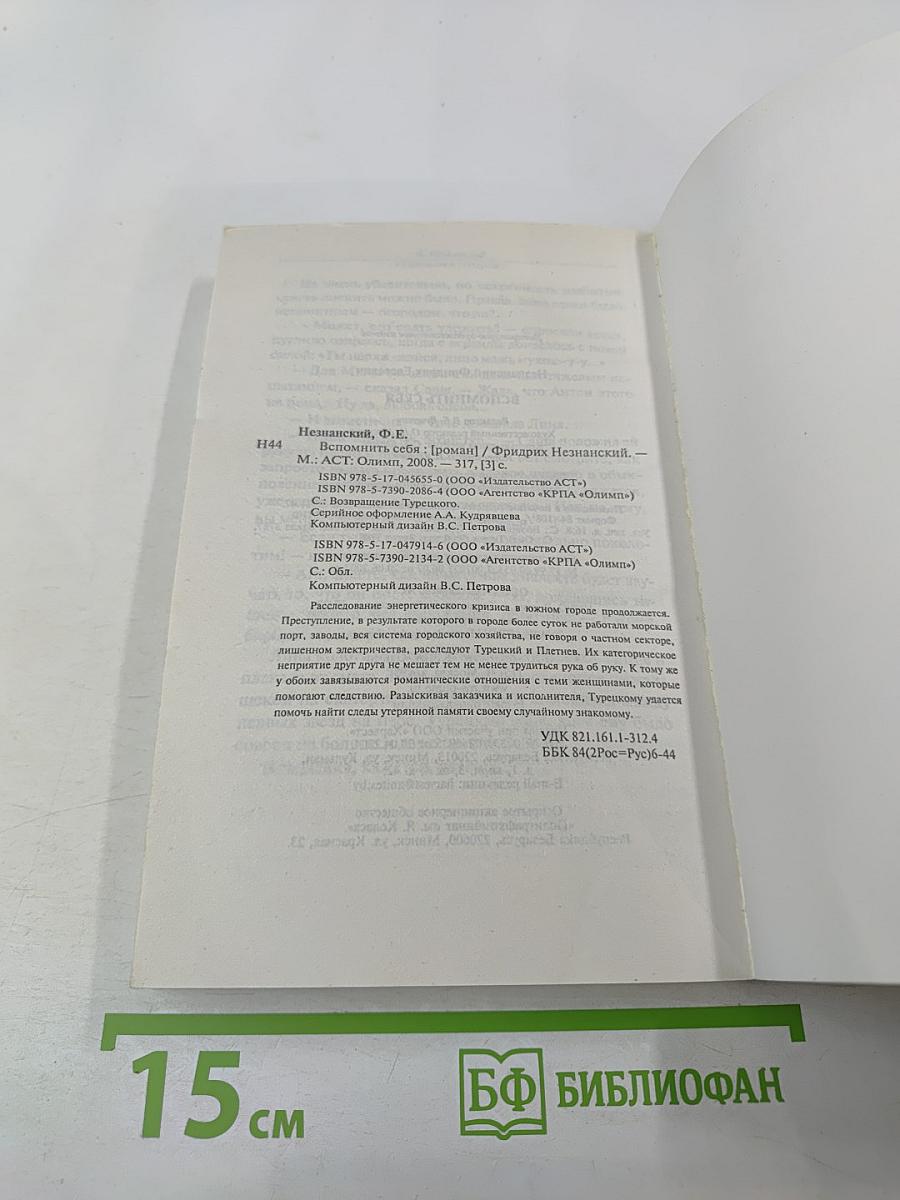 Незнанский, Ф.Е.
Н44
Вспомнить себя : [роман] / Фридрих Незнанский. —
М.: АСТ: Олимп, 2008. — 317, [3] с.
ISBN 978-5-17-045655-0 (ООО «Издательство АСТ»)
ISBN 978-5-7390-2086-4 (ООО «Агентство «КРПА «Олимп»)
С.: Возвращение Турецкого.
Серийное оформление А.А. Кудрявцева
Компьютерный дизайн В.С. Петрова
ISBN 978-5-17-047914-6 (ООО «Издательство АСТ»)
ISBN 978-5-7390-2134-2 (ООО «Агентство «КРПА «Олимп»)
С.: Обл.
Компьютерный дизайн В.С. Петрова
Расследование энергетического кризиса в южном городе продолжается.
Преступление, в результате которого в городе более суток не работали морской
порт, заводы, вся система городского хозяйства, не говоря о частном секторе,
лишенном электричества, расследуют Турецкий и Плетнев. Их категорическое
неприятие друг друга не мешает тем не менее трудиться рука об руку. К тому же
у обоих завязываются романтические отношения с теми женщинами, которые
помогают следствию. Разыскивая заказчика и исполнителя, Турецкому удается
помочь найти следы утерянной памяти своему случайному знакомому.
УДК 821.161.1-312.4
ББК 84(2Рос=Рус)6-44
15 см
БФ БИБЛИОФАН